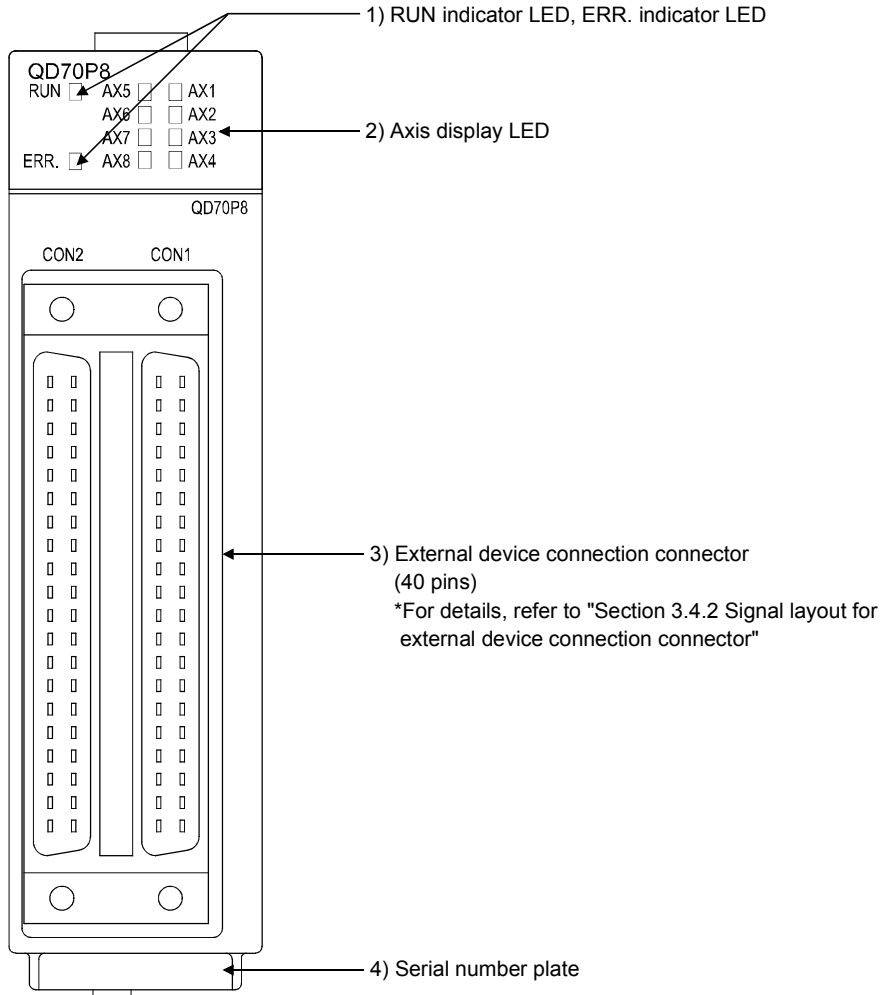 1) RUN indicator LED, ERR. indicator LED
QD70P8
RUN AX5 AX1
AX6 AX2
AX7 AX3
2) Axis display LED
ERR. AX8 AX4
QD70P8
CON2 CON1
3) External device connection connector
(40 pins)
*For details, refer to "Section 3.4.2 Signal layout for
external device connection connector"
4) Serial number plate